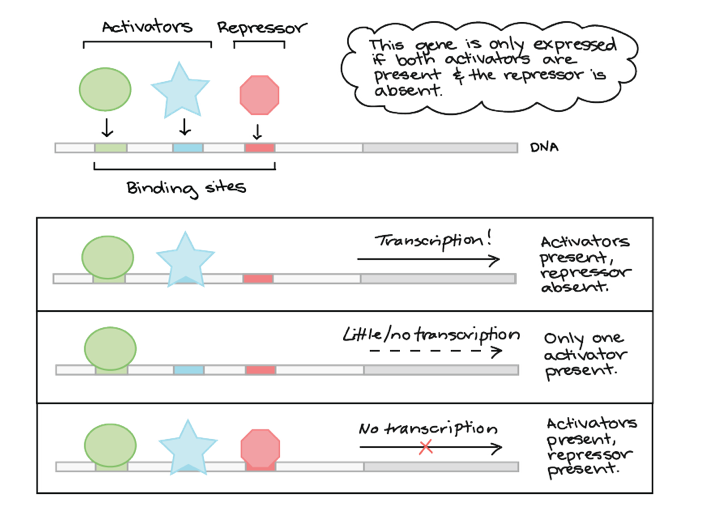 Activators
Repressor
This gene is only expressed
if both activators are
present & the repressor is
absent.
DNA
Binding sites
Transcription!
Activators
present,
repressor
absent.
Little/no transcription
Only one
activator
present.
No transcription
Activators
present,
repressor
present.